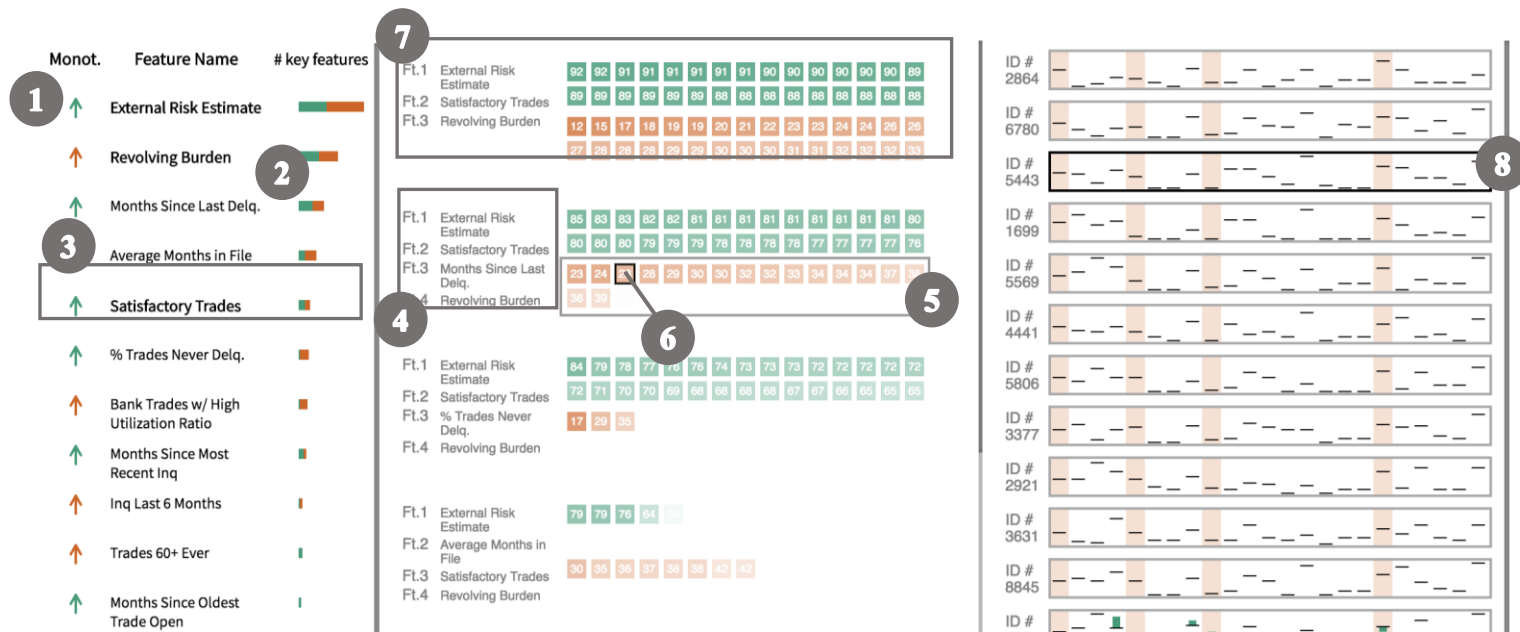 Monot. Feature Name # key features
1
External Risk Estimate
Revolving Burden
2
Months Since Last Delq.
3
Average Months in File
Satisfactory Trades
% Trades Never Delq.
Bank Trades w/ High
Utilization Ratio
Months Since Most
Recent Inq
Inq Last 6 Months
Trades 60+ Ever
Months Since Oldest
Trade Open
7
Ft.1 External Risk
Estimate
92 92 91 91 91 91 91 91 90 90 90 90 90 90 89
Ft.2 Satisfactory Trades
89 89 89 89 89 89 88 88 88 88 88 88 88 88 88
Ft.3 Revolving Burden
12 15 17 18 19 19 20 21 22 23 23 24 24 26 26
27 28 28 28 29 29 30 30 30 31 31 32 32 32 33
Ft.1 External Risk
Estimate
85 83 83 82 82 81 81 81 81 81 81 81 81 81 80
Ft.2 Satisfactory Trades
80 80 80 79 79 79 78 78 78 78 77 77 77 77 76
Ft.3 Months Since Last
Delq.
23 24 28 29 30 30 32 32 33 34 34 34 37
4 Revolving Burden
38 39
4
5
6
Ft.1 External Risk
Estimate
84 79 78 77 76 76 74 73 73 73 72 72 72 72 72
Ft.2 Satisfactory Trades
72 71 70 70 69 68 68 68 68 67 67 66 66 65 65
Ft.3 % Trades Never
Delq.
17 29 35
Ft.4 Revolving Burden
Ft.1 External Risk
Estimate
79 79 76 64
Ft.2 Average Months in
File
Ft.3 Satisfactory Trades
30 35 36 37 38 38 42 42
Ft.4 Revolving Burden
ID #
2864
ID #
6780
ID #
5443
8
ID #
1699
ID #
5569
ID #
4441
ID #
5806
ID #
3377
ID #
2921
ID #
3631
ID #
8845
ID #